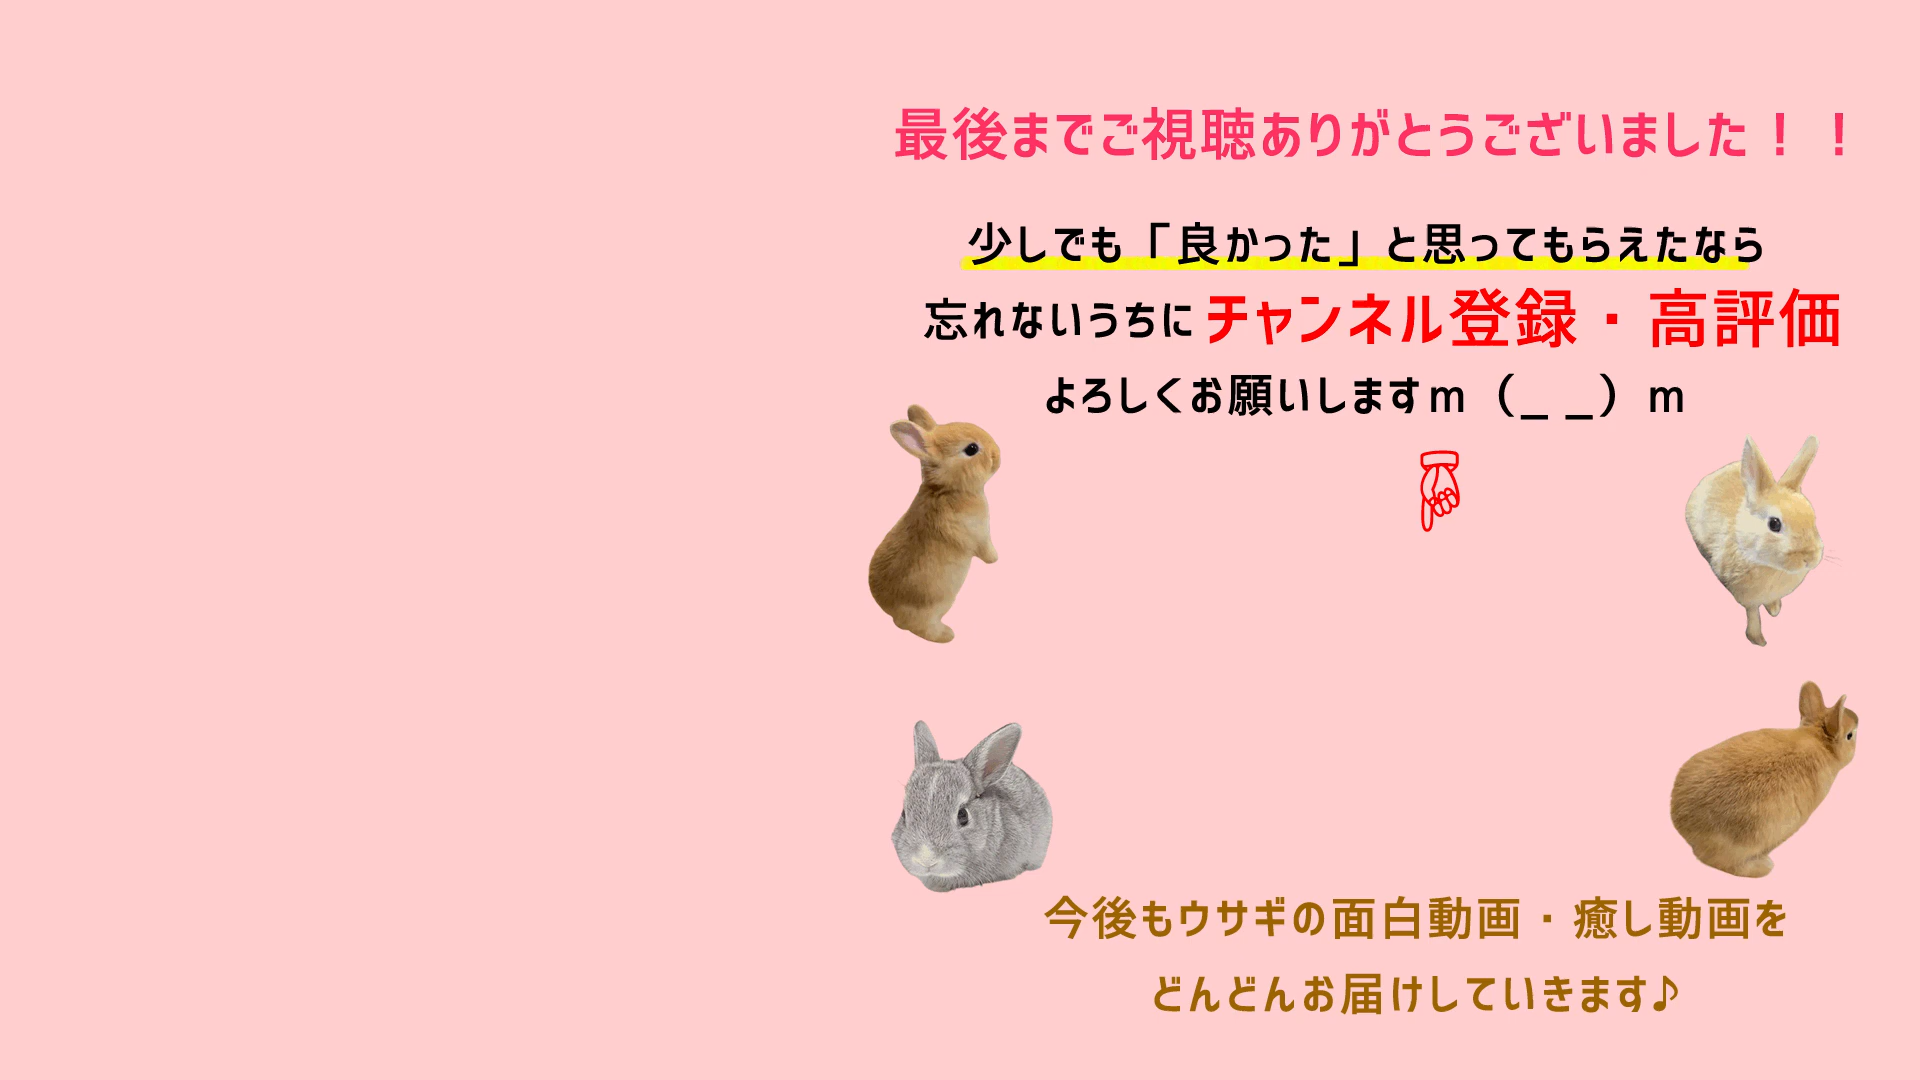 最後までご視聴ありがとうございました！！
少しでも「良かった」と思ってもらえたなら
忘れないうちにチャンネル登録・高評価
よろしくお願いしますｍ（_ _）ｍ
今後もウサギの面白動画・癒し動画を
どんどんお届けしていきます♪